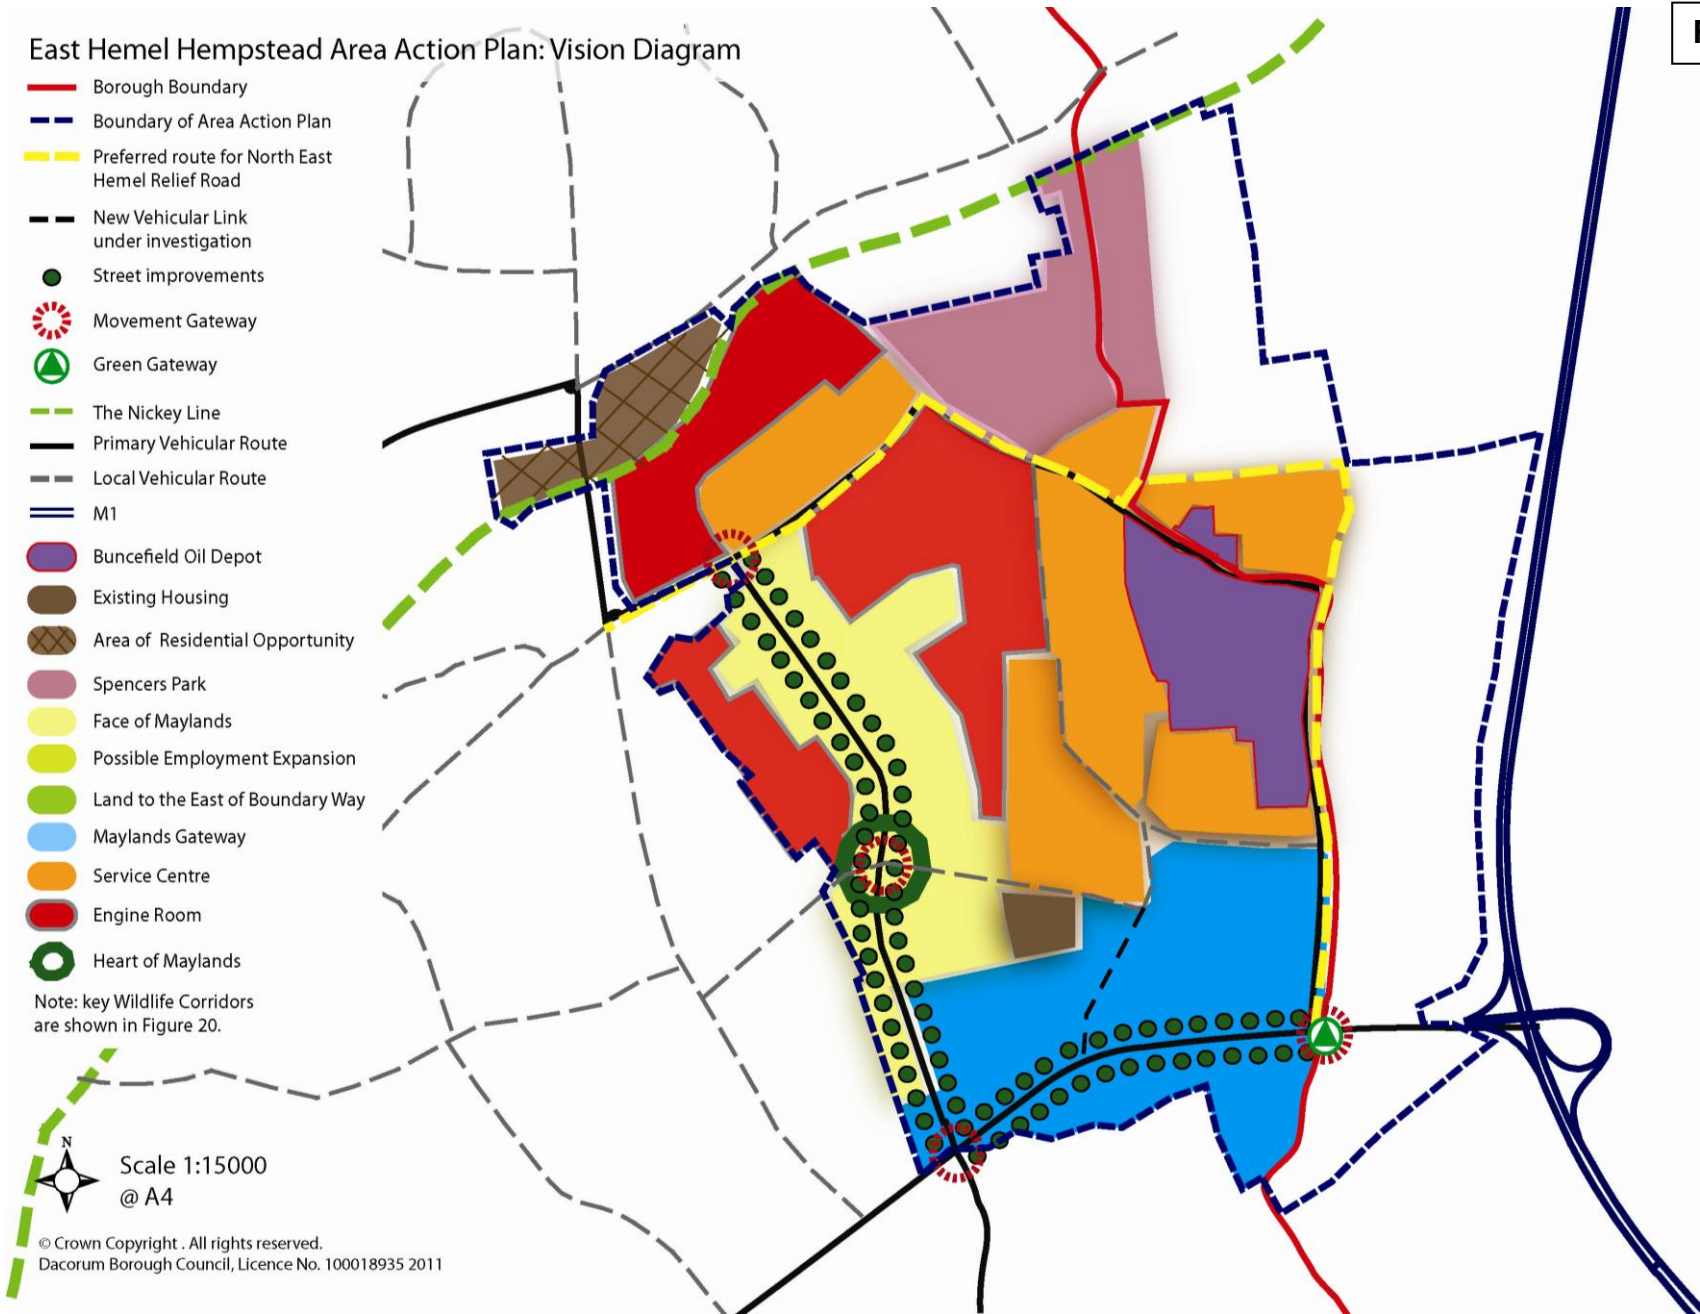 East Hemel Hempstead Area Action Plan: Vision Diagram
Borough Boundary
Boundary of Area Action Plan
Preferred route for North East
Hemel Relief Road
New Vehicular Link
under investigation
Street improvements
Movement Gateway
Green Gateway
The Nickey Line
Primary Vehicular Route
Local Vehicular Route
M1
Buncefield Oil Depot
Existing Housing
Area of Residential Opportunity
Spencers Park
Face of Maylands
Possible Employment Expansion
Land to the East of Boundary Way
Maylands Gateway
Service Centre
Engine Room
Heart of Maylands
Note: key Wildlife Corridors
are shown in Figure 20.
N
Scale 1:15000
@ A4
© Crown Copyright . All rights reserved.
Dacorum Borough Council, Licence No. 100018935 2011